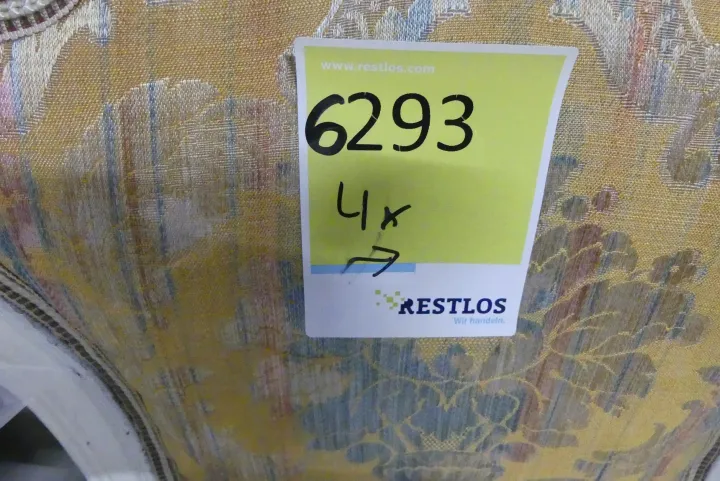 www.restlos.com
6293
4x
→
RESTLOS
Wir handeln.